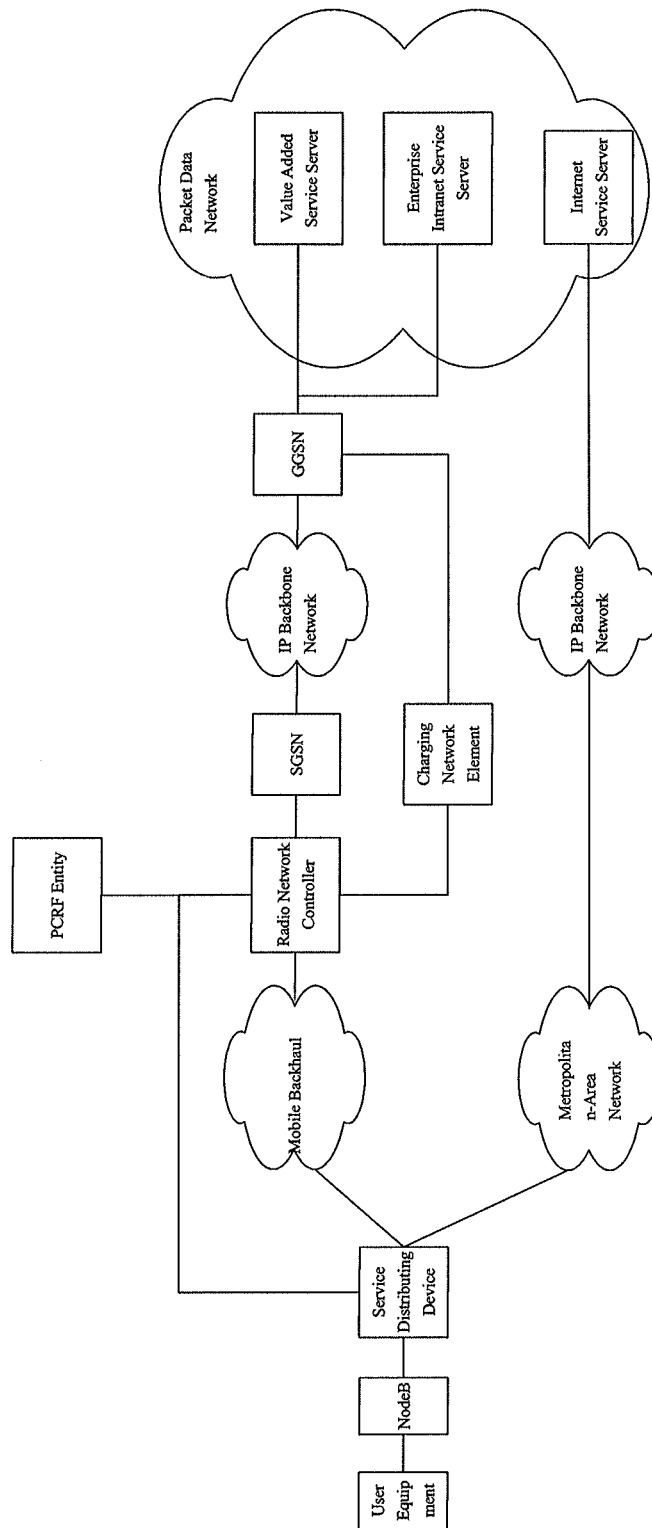 User
Equip
ment
NodeB
Service
Distributing
Device
PCRF Entity
Mobile Backhaul
Radio Network
Controller
SGSN
IP Backbone
Network
GGSN
Charging
Network
Element
Metropolita
n-Area
Network
IP Backbone
Network
Packet Data
Network
Value Added
Service Server
Enterprise
Intranet Service
Server
Internet
Service Server